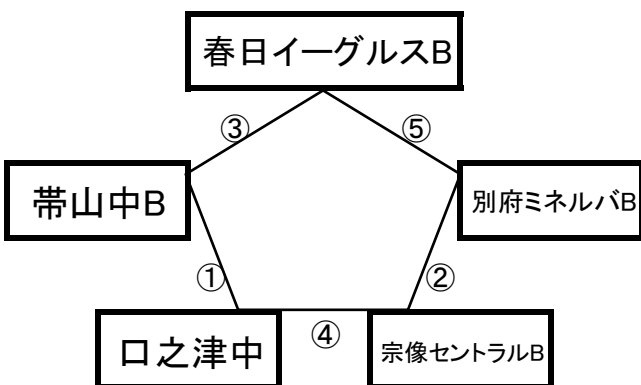 春日イーグルスB
③
⑤
帯山中B
別府ミネルバB
①
②
口之津中
④
宗像セントラルB